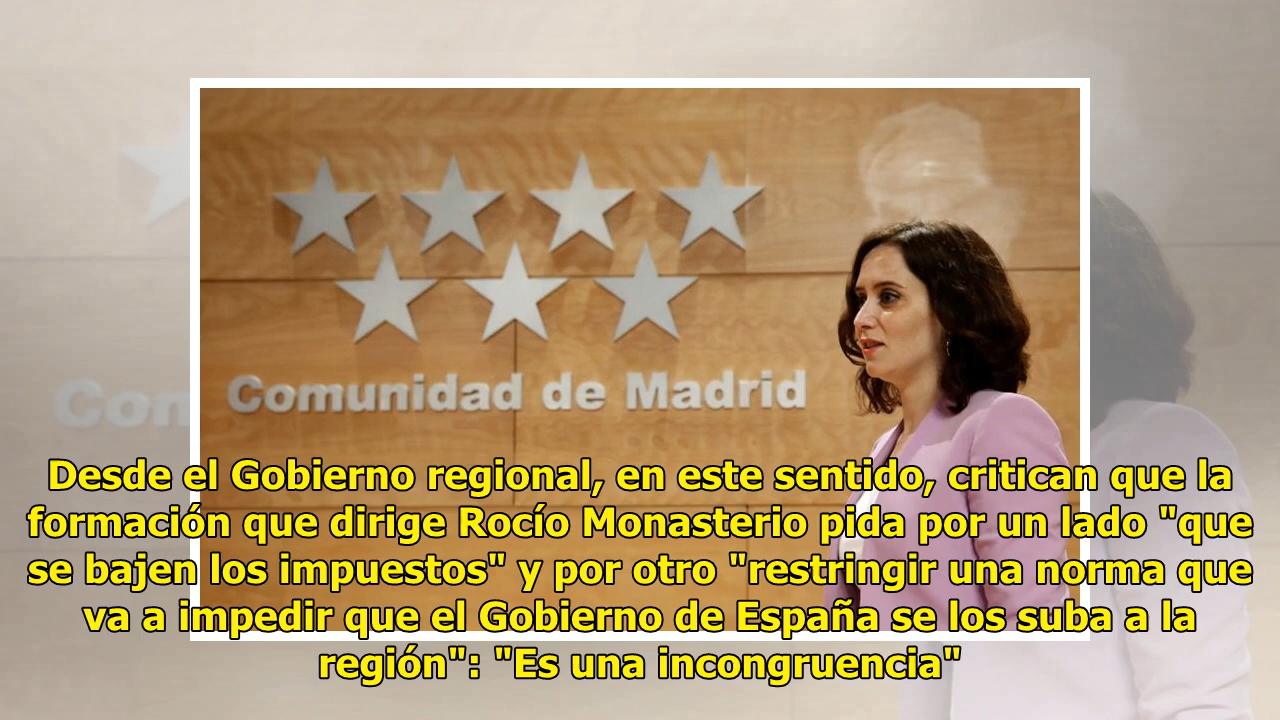 Comunidad de Madrid
Con
Desde el Gobierno regional, en este sentido, critican que la
formación que dirige Rocío Monasterio pida por un lado "que
se bajen los impuestos" y por otro "restringir una norma que
va a impedir que el Gobierno de España se los suba a la
región": "Es una incongruencia"